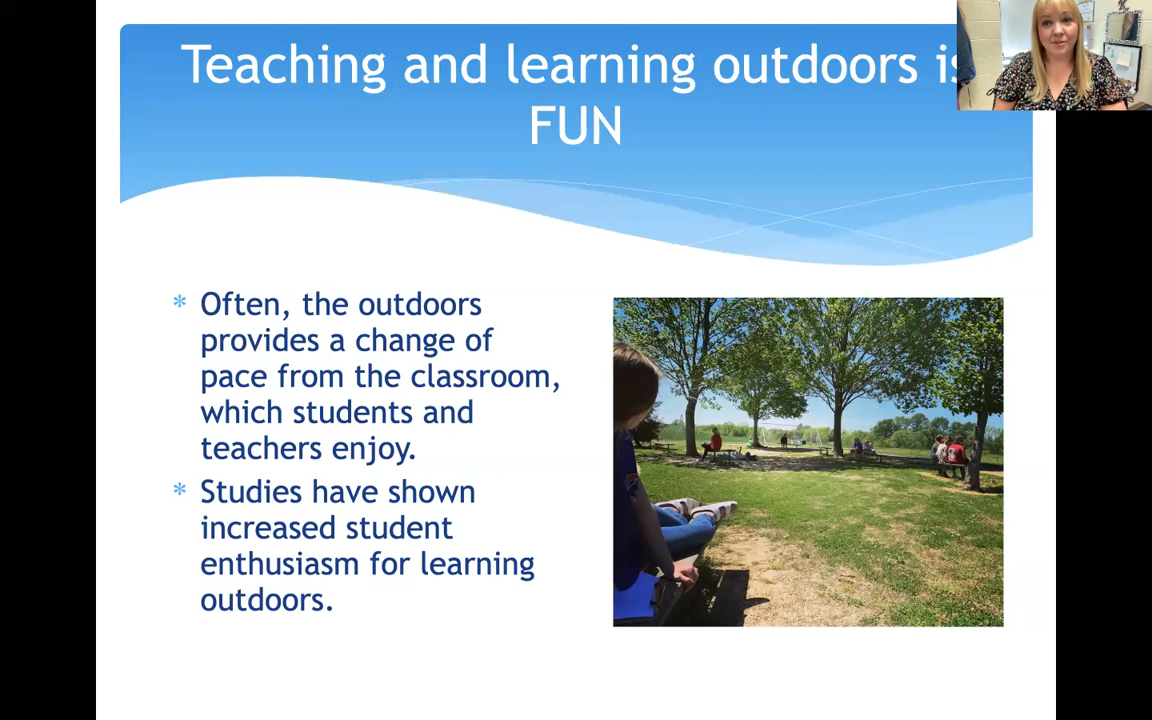 Teaching and learning outdoors is
FUN
* Often, the outdoors
provides a change of
pace from the classroom,
which students and
teachers enjoy.
* Studies have shown
increased student
enthusiasm for learning
outdoors.